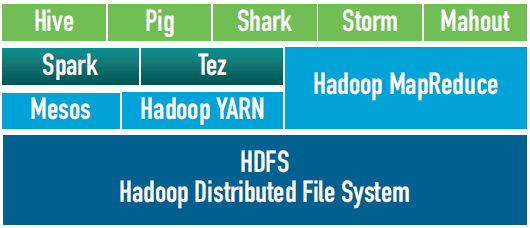 Hive Pig Shark Storm Mahout
Spark Tez
Hadoop MapReduce
Mesos Hadoop YARN
HDFS
Hadoop Distributed File System